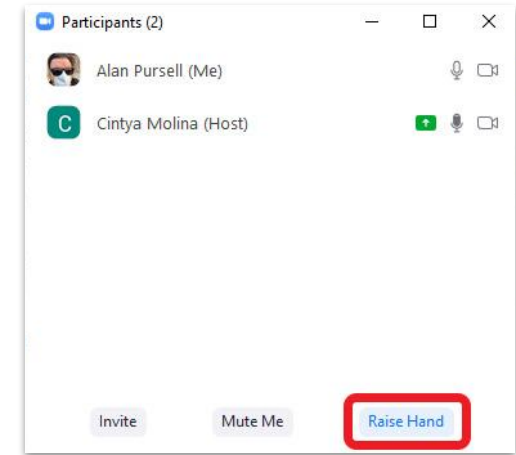 Participants (2)
Alan Pursell (Me)
C Cintya Molina (Host)
Invite Mute Me Raise Hand